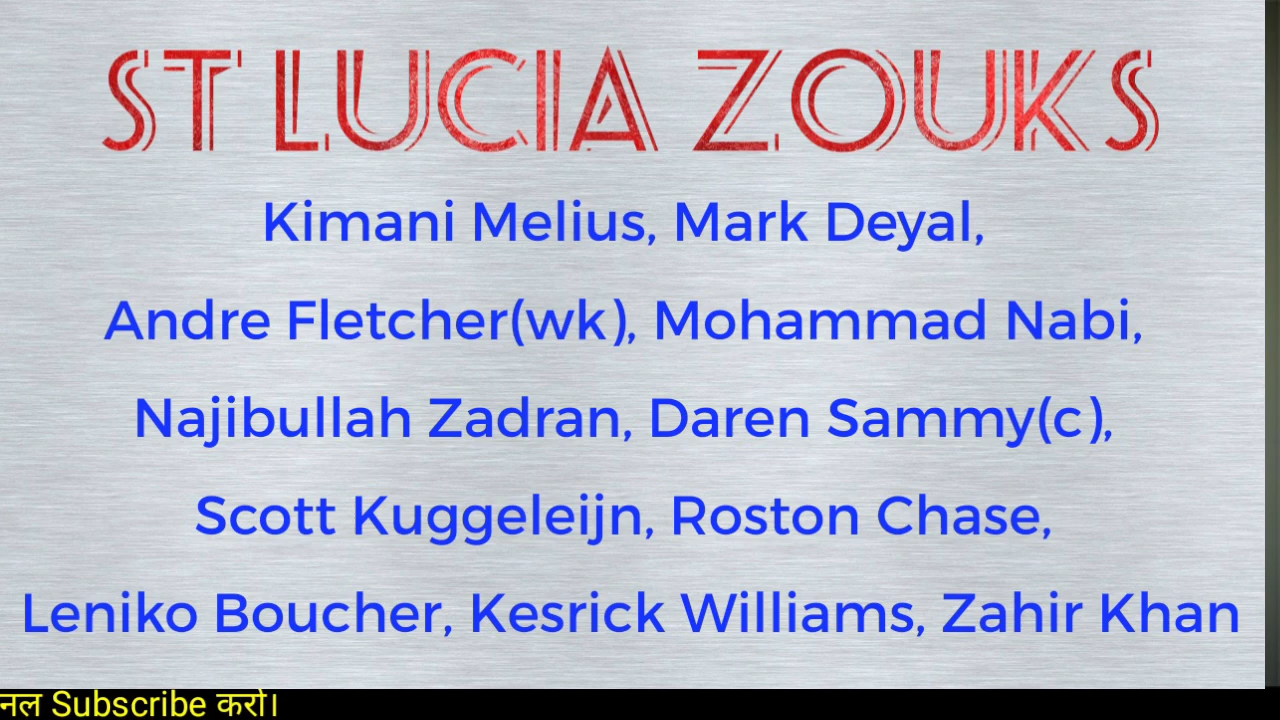 ST LUCIA ZOUKS
Kimani Melius, Mark Deyal,
Andre Fletcher(wk), Mohammad Nabi,
Najibullah Zadran, Daren Sammy(c),
Scott Kuggeleijn, Roston Chase,
Leniko Boucher, Kesrick Williams, Zahir Khan
नल Subscribe करो।